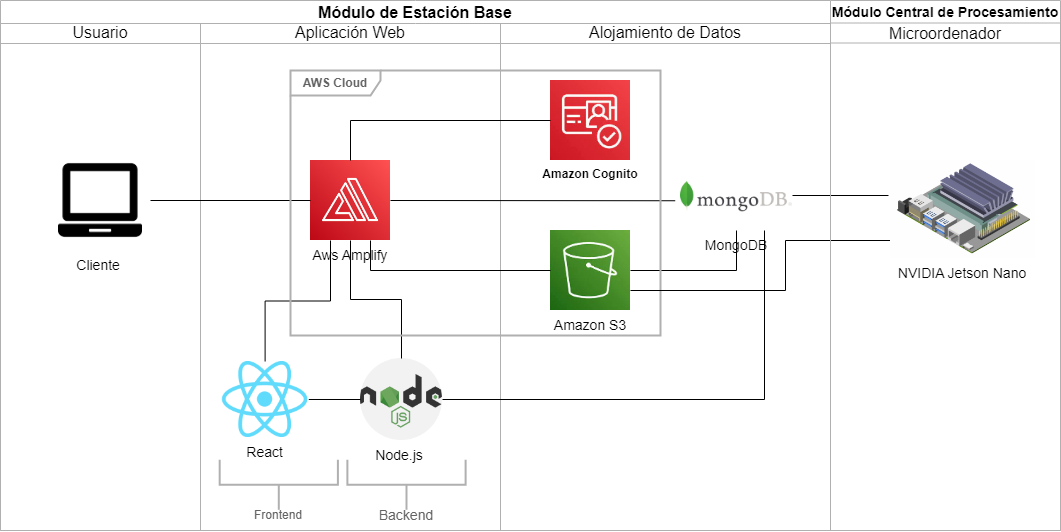 Módulo de Estación Base
Módulo Central de Procesamiento
Usuario
Aplicación Web
Alojamiento de Datos
Microordenador
AWS Cloud
Amazon Cognito
Cliente
Aws Amplify
mongoDB
MongoDB
Amazon S3
NVIDIA Jetson Nano
node
JS
React
Node.js
Frontend
Backend